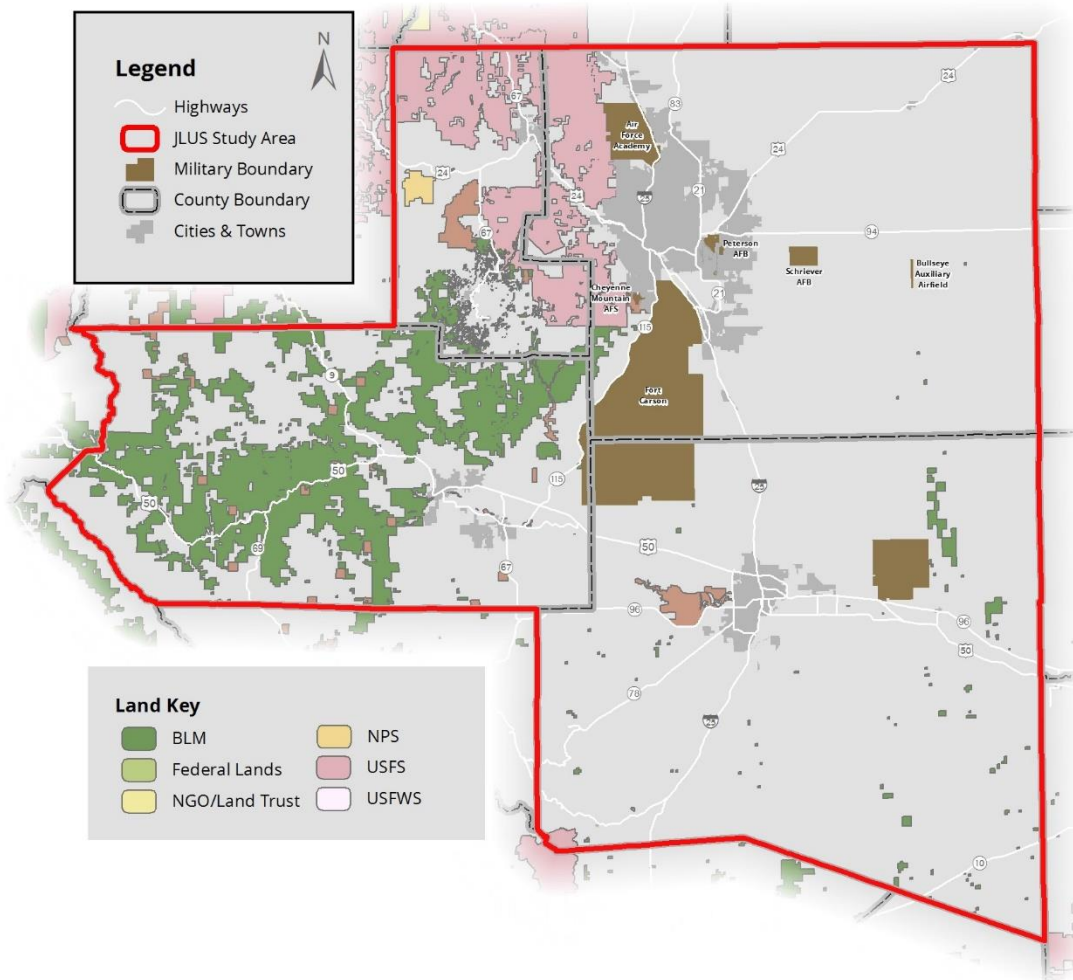 Legend
N
Highways
JLUS Study Area
Military Boundary
County Boundary
Cities & Towns
67
24
67
24
83
24
24
Air
Force
Academy
25
21
94
Peterson
AFB
Schriever
AFB
Bullseye
Auxiliary
Airfield
Cheyenne
Mountain
AFS
21
115
9
Fort
Carson
50
115
25
50
69
67
50
96
96
50
78
25
10
Land Key
BLM
Federal Lands
NGO/Land Trust
NPS
USFS
USFWS